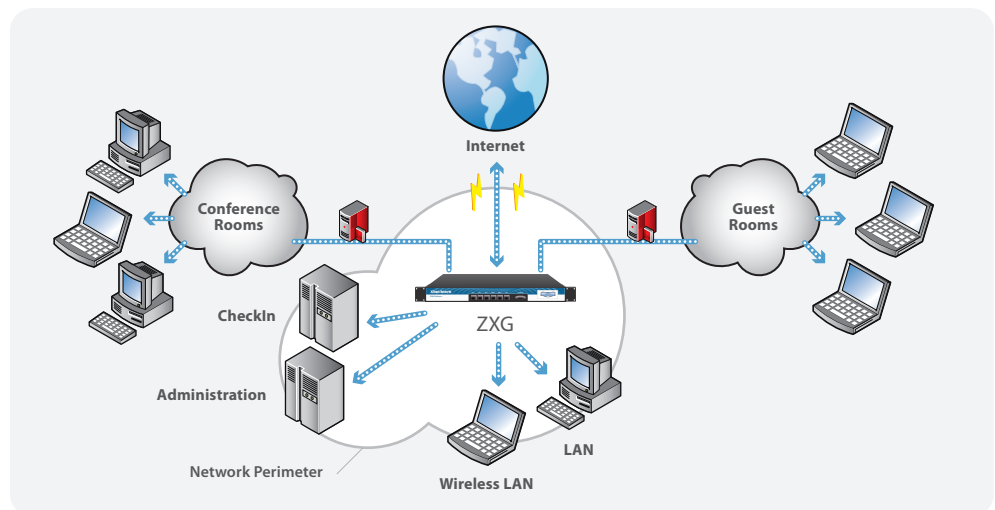 Internet
Conference
Rooms
Guest
Rooms
CheckIn
ZXG
Administration
LAN
Network Perimeter
Wireless LAN